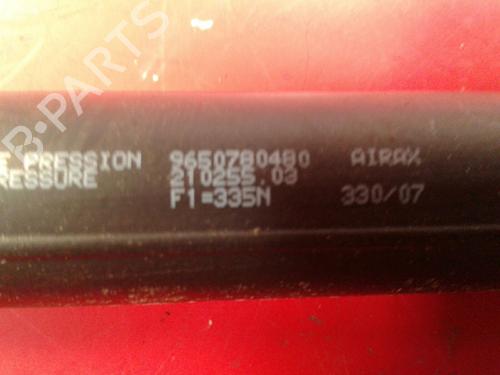 PRESSION 9650780480 AIRAX
RESSURE 210255.03
F1=335N 330/07
B-PARTS